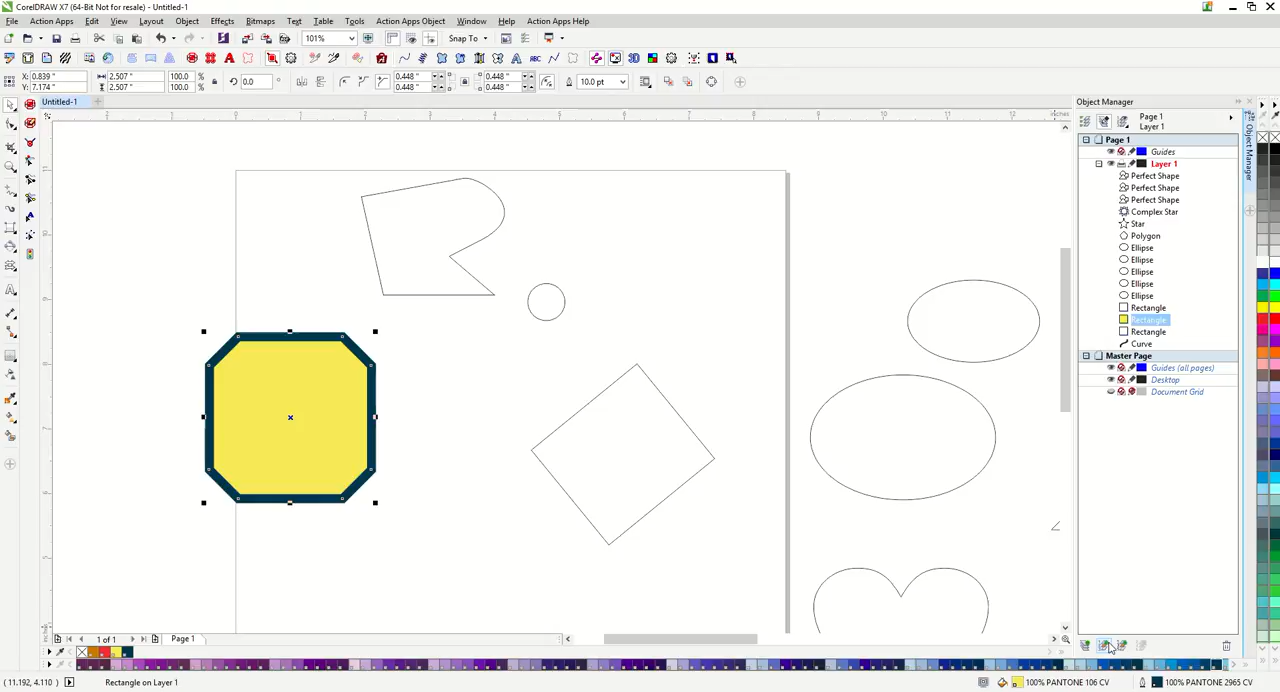 CorelDRAW X7 (64-Bit Not for resale) - Untitled-1
File Action Apps Edit View Layout Object Effects Bitmaps Text Table Tools Action Apps Object Window Help Action Apps Help
101% Snap To
X: 0.839 " 2.507 " 100.0 % 0.0 ° 0.448 " 0.448 " 10.0 pt
Y: 7.174 " 2.507 " 100.0 % 0.448 " 0.448 "
Untitled-1
Object Manager
Page 1
Layer 1
Page 1
Guides
Layer 1
Perfect Shape
Perfect Shape
Perfect Shape
Complex Star
Star
Polygon
Ellipse
Ellipse
Ellipse
Ellipse
Ellipse
Rectangle
Rectangle
Rectangle
Curve
Master Page
Guides (all pages)
Desktop
Document Grid
Object Manager
1 of 1 Page 1
(11.192, 4.110 ) Rectangle on Layer 1 100% PANTONE 106 CV 100% PANTONE 2965 CV